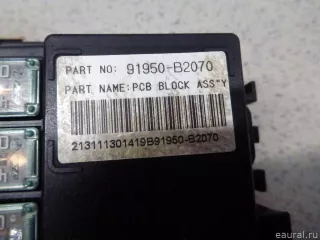 PART NO: 91950-B2070
PART NAME:PCB BLOCK ASS"Y
213111301419B91950-B2070
© eaural.ru